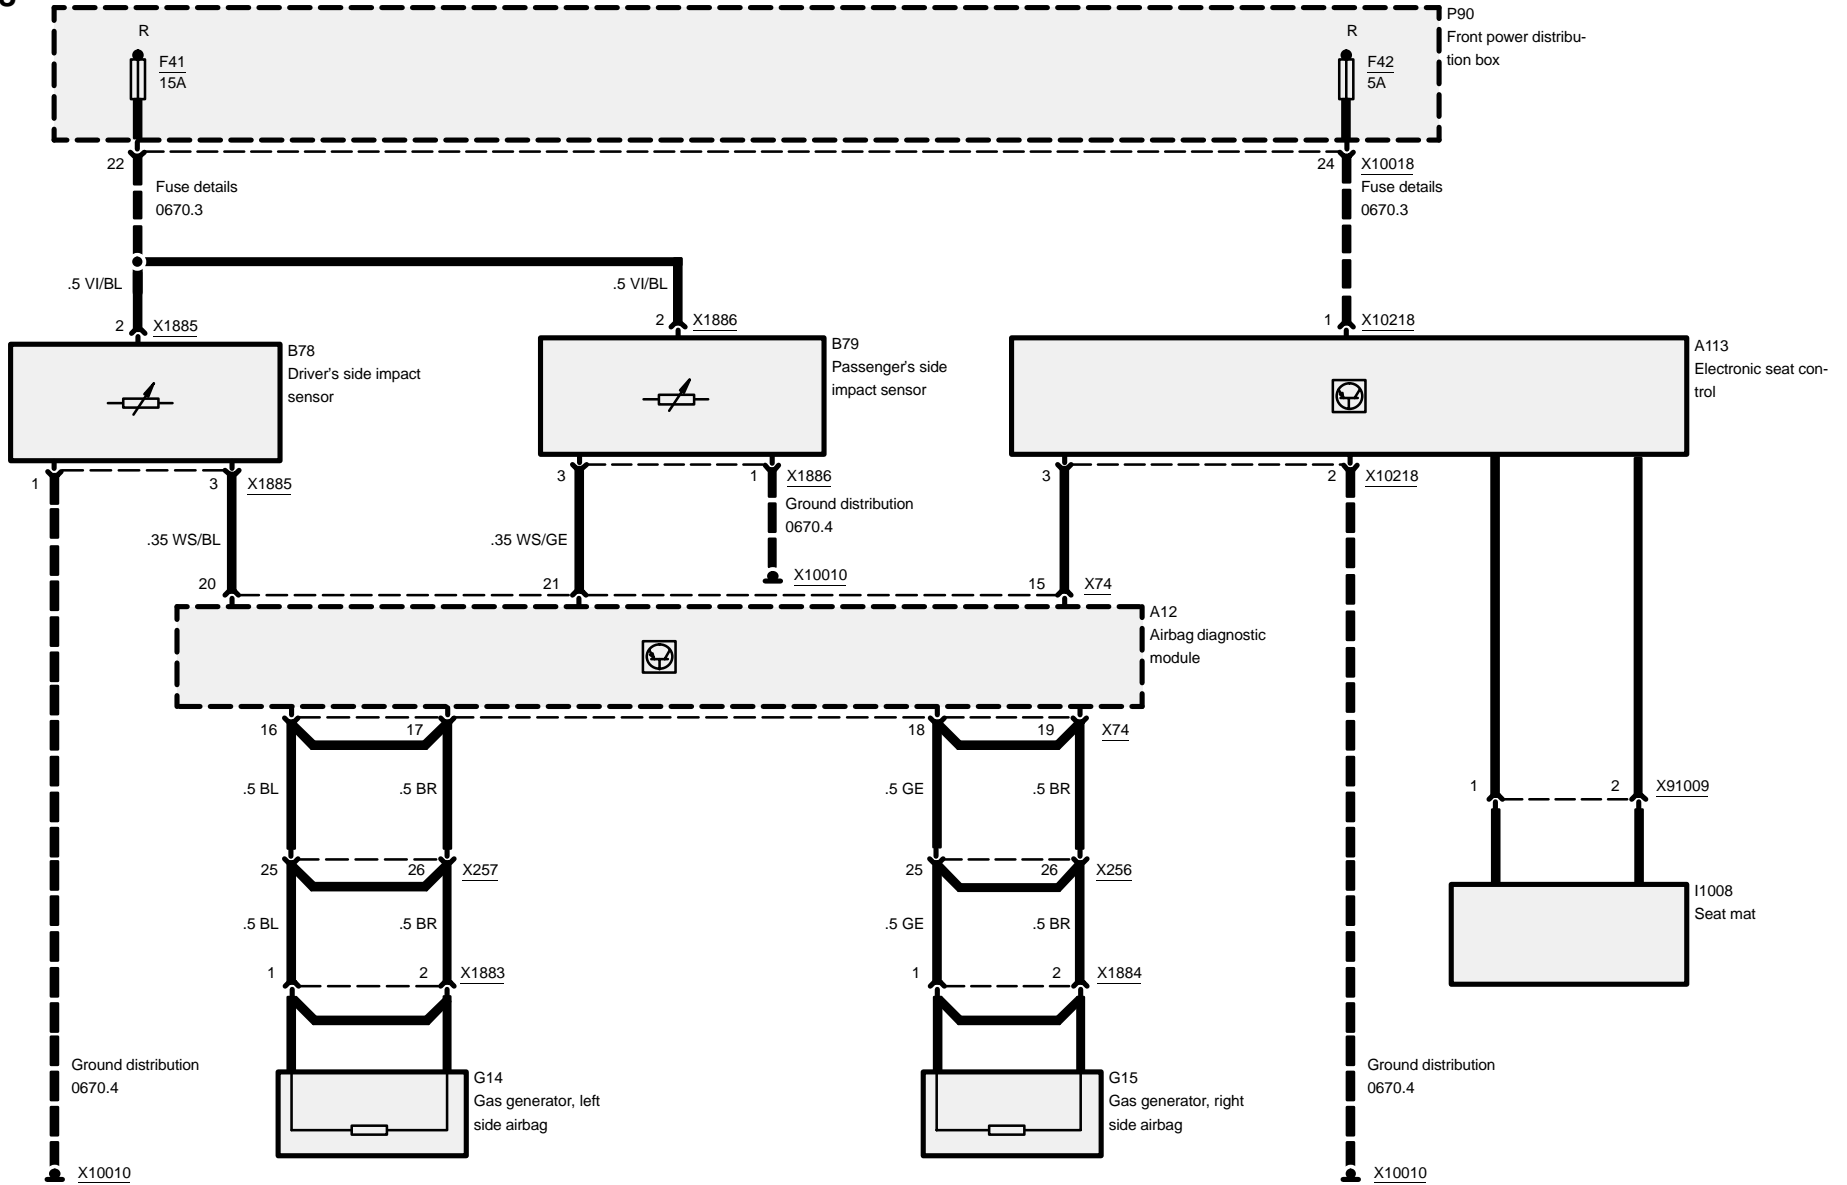 P90
Front power distribu-
tion box
R
F41
15A
R
F42
5A
22
24
X10018
Fuse details
0670.3
Fuse details
0670.3
.5 VI/BL
.5 VI/BL
2
X1885
2
X1886
1
X10218
B78
Driver's side impact
sensor
B79
Passenger's side
impact sensor
A113
Electronic seat con-
trol
1
3
X1885
3
1
X1886
3
2
X10218
Ground distribution
0670.4
.35 WS/BL
.35 WS/GE
X10010
20
21
15
X74
A12
Airbag diagnostic
module
16
17
18
19
X74
.5 BL
.5 BR
.5 GE
.5 BR
1
2
X91009
25
26
X257
25
26
X256
I1008
Seat mat
.5 BL
.5 BR
.5 GE
.5 BR
1
2
X1883
1
2
X1884
Ground distribution
0670.4
G14
Gas generator, left
side airbag
G15
Gas generator, right
side airbag
Ground distribution
0670.4
X10010
X10010